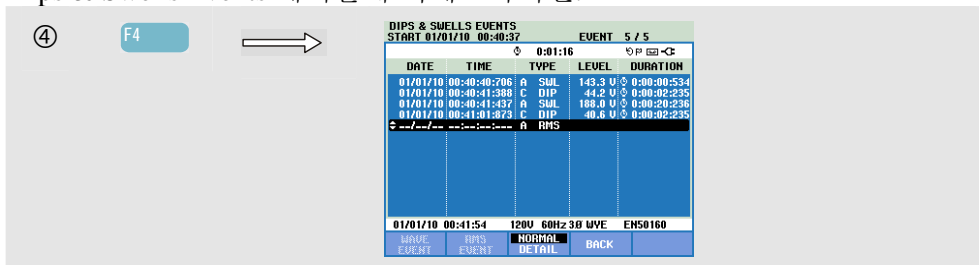 ④ F4
DIPS & SWELLS EVENTS
START 01/01/10 00:40:37 EVENT 5 / 5
0:01:16
DATE TIME TYPE LEVEL DURATION
01/01/10 00:40:40:706 A SWL 143.3 V 0:00:00:534
01/01/10 00:40:41:388 C DIP 44.2 V 0:00:02:235
01/01/10 00:40:41:437 A SWL 188.0 V 0:00:20:236
01/01/10 00:41:01:873 C DIP 40.6 V 0:00:02:235
--/--/-- --:--:--:--- A RMS
01/01/10 00:41:54 120V 60Hz 3Ø WYE EN50160
WAVE EVENT RMS EVENT NORMAL DETAIL BACK